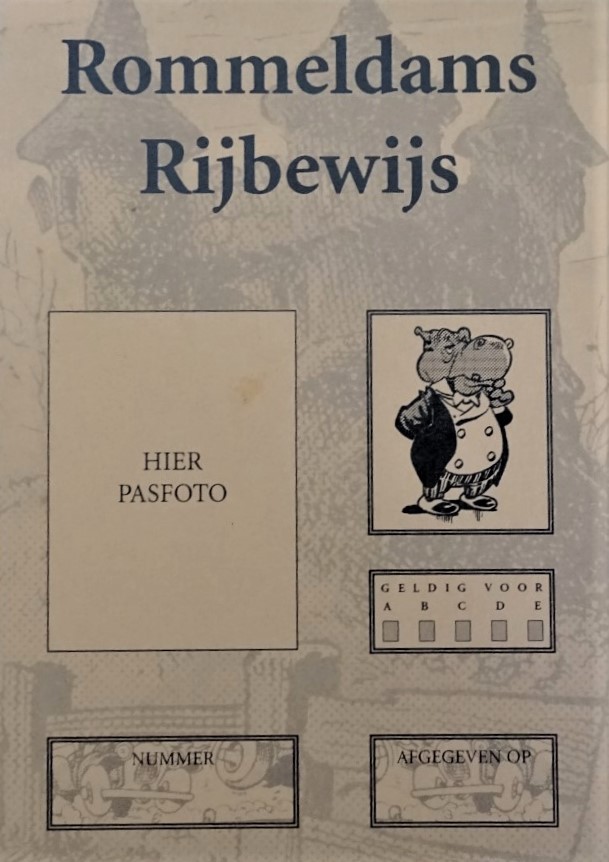 Rommeldams
Rijbewijs
HIER
PASFOTO
GELDIG VOOR
A B C D E
NUMMER
AFGEGEVEN OP